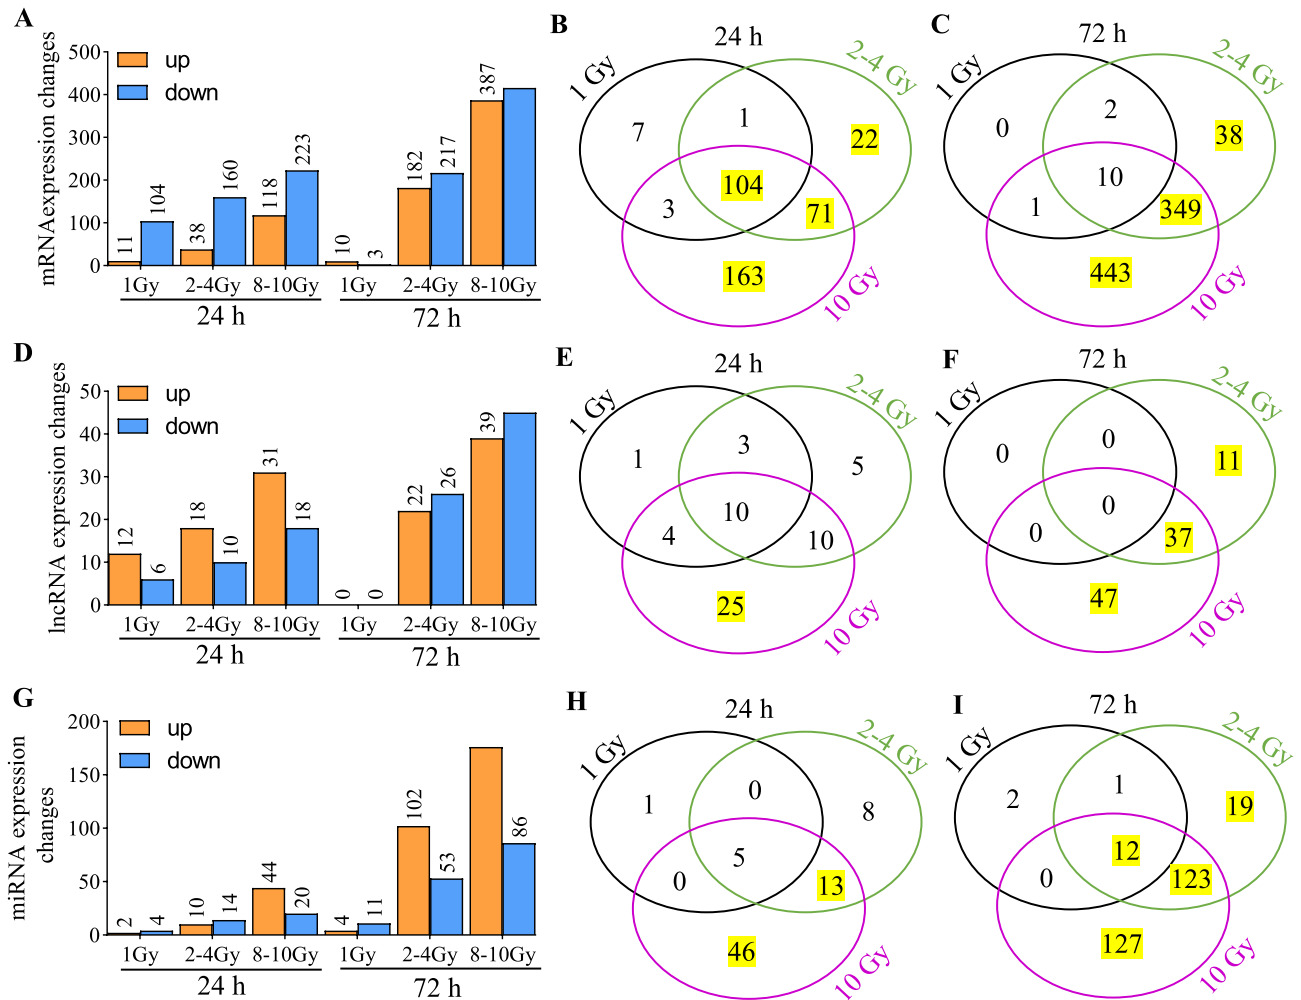 A
mRNAexpression changes
500
400
300
200
100
0
up
down
11
104
38
160
118
223
10
3
182
217
387
1Gy
2-4Gy
8-10Gy
1Gy
2-4Gy
8-10Gy
24 h
72 h
B
24 h
1 Gy
2-4 Gy
10 Gy
7
1
22
104
3
71
163
C
72 h
1 Gy
2-4 Gy
10 Gy
0
2
38
10
1
349
443
D
lncRNA expression changes
50
40
30
20
10
0
up
down
12
6
18
10
31
18
0
0
22
26
39
1Gy
2-4Gy
8-10Gy
1Gy
2-4Gy
8-10Gy
24 h
72 h
E
24 h
1 Gy
2-4 Gy
10 Gy
1
3
5
10
4
10
25
F
72 h
1 Gy
2-4 Gy
10 Gy
0
0
11
0
0
37
47
G
miRNA expression
changes
200
150
100
50
0
up
down
2
4
10
14
44
20
4
11
102
53
86
1Gy
2-4Gy
8-10Gy
1Gy
2-4Gy
8-10Gy
24 h
72 h
H
24 h
1 Gy
2-4 Gy
10 Gy
1
0
8
5
0
13
46
I
72 h
1 Gy
2-4 Gy
10 Gy
2
1
19
12
0
123
127